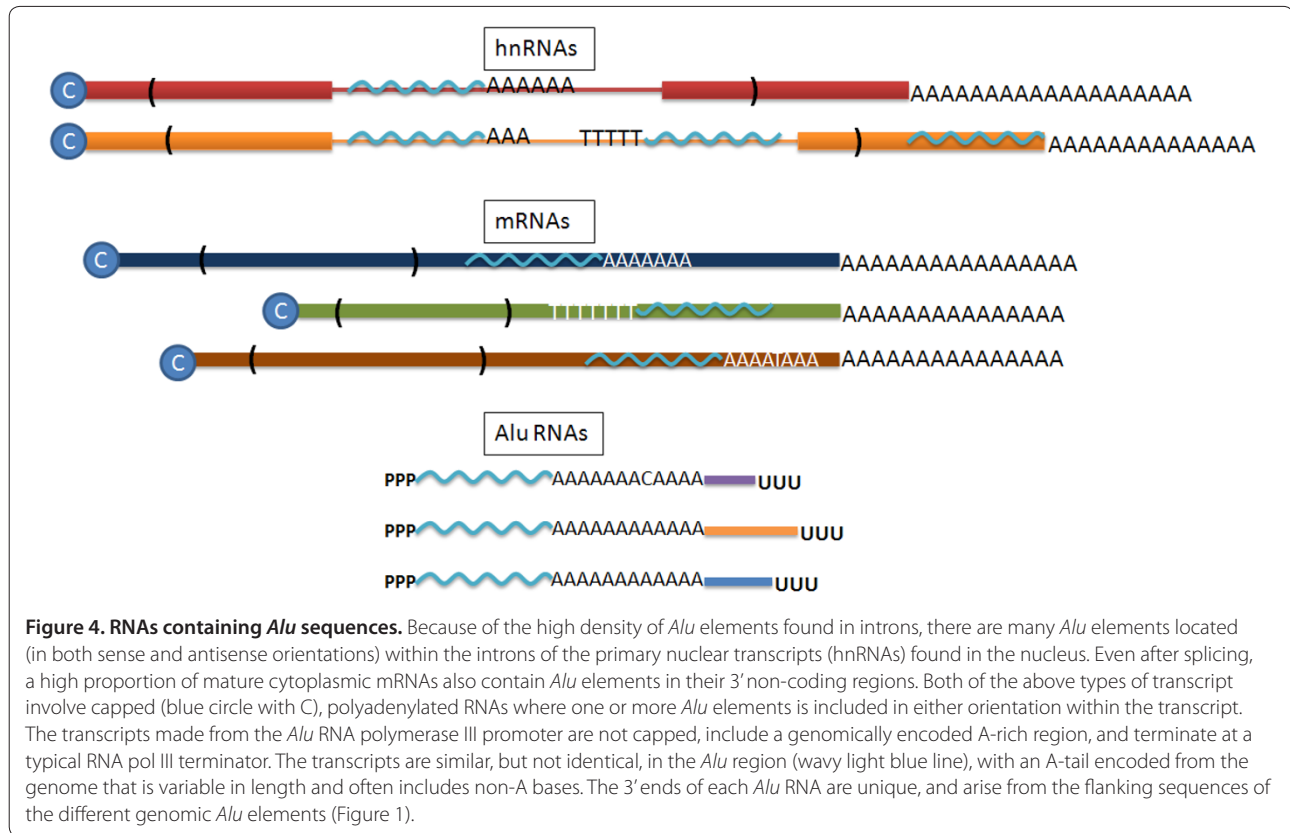 hnRNAs
C ( AAAAAA ) AAAAAAAAAAAAAAAAAAA
C ( AAA TTTTT ) AAAAAAAAAAAAAA
mRNAs
C ( ) AAAAAAA AAAAAAAAAAAAAAAA
C ( ) TTTTTTT AAAAAAAAAAAAAAA
C ( ) AAAATAAA AAAAAAAAAAAAAAA
Alu RNAs
PPP AAAAAAACAAAA UUU
PPP AAAAAAAAAAAA UUU
PPP AAAAAAAAAAAA UUU
Figure 4. RNAs containing Alu sequences. Because of the high density of Alu elements found in introns, there are many Alu elements located
(in both sense and antisense orientations) within the introns of the primary nuclear transcripts (hnRNAs) found in the nucleus. Even after splicing,
a high proportion of mature cytoplasmic mRNAs also contain Alu elements in their 3’ non-coding regions. Both of the above types of transcript
involve capped (blue circle with C), polyadenylated RNAs where one or more Alu elements is included in either orientation within the transcript.
The transcripts made from the Alu RNA polymerase III promoter are not capped, include a genomically encoded A-rich region, and terminate at a
typical RNA pol III terminator. The transcripts are similar, but not identical, in the Alu region (wavy light blue line), with an A-tail encoded from the
genome that is variable in length and often includes non-A bases. The 3’ ends of each Alu RNA are unique, and arise from the flanking sequences of
the different genomic Alu elements (Figure 1).